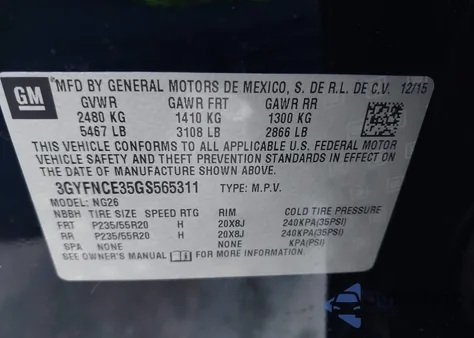 GM
MFD BY GENERAL MOTORS DE MEXICO, S. DE R.L. DE C.V. 12/15
GVWR GAWR FRT GAWR RR
2480 KG 1410 KG 1300 KG
5467 LB 3108 LB 2866 LB
THIS VEHICLE CONFORMS TO ALL APPLICABLE U.S. FEDERAL MOTOR
VEHICLE SAFETY AND THEFT PREVENTION STANDARDS IN EFFECT ON
THE DATE OF MANUFACTURE SHOWN ABOVE.
3GYFNCE35GS565311 TYPE: M.P.V.
MODEL: NG26
NBBH TIRE SIZE SPEED RTG RIM COLD TIRE PRESSURE
FRT P235/55R20 H 20X8J 240KPA(35PSI)
RR P235/55R20 H 20X8J 240KPA(35PSI)
SPA NONE NONE KPA(PSI)
SEE OWNER'S MANUAL FOR MORE INFORMATION.